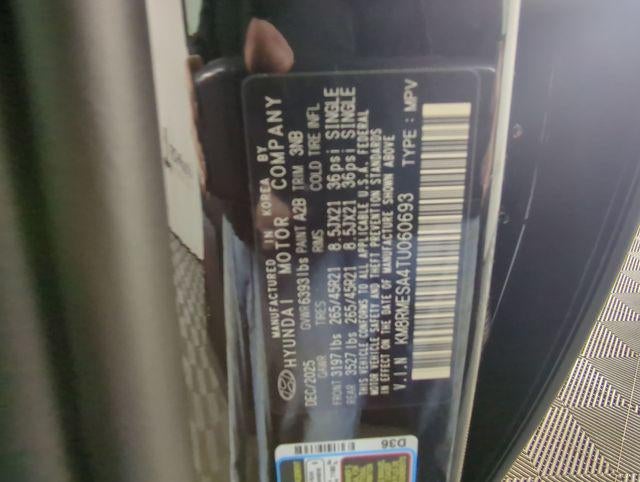 MANUFACTURED IN KOREA BY
HYUNDAI MOTOR COMPANY
DEC/2025 GVWR 6393lbs PAINT A2B TRIM 3NB
GAWR TIRES RIMS COLD TIRE INFL
FRONT 3197lbs 265/45R21 8.5JX21 36psi SINGLE
REAR 3527lbs 265/45R21 8.5JX21 36psi SINGLE
THIS VEHICLE CONFORMS TO ALL APPLICABLE U.S.A. FEDERAL
MOTOR VEHICLE SAFETY AND BUMPER STANDARDS
IN EFFECT ON THE DATE OF MANUFACTURE SHOWN ABOVE
V.I.N KM8RMESA4TU060693 TYPE : MPV
D36